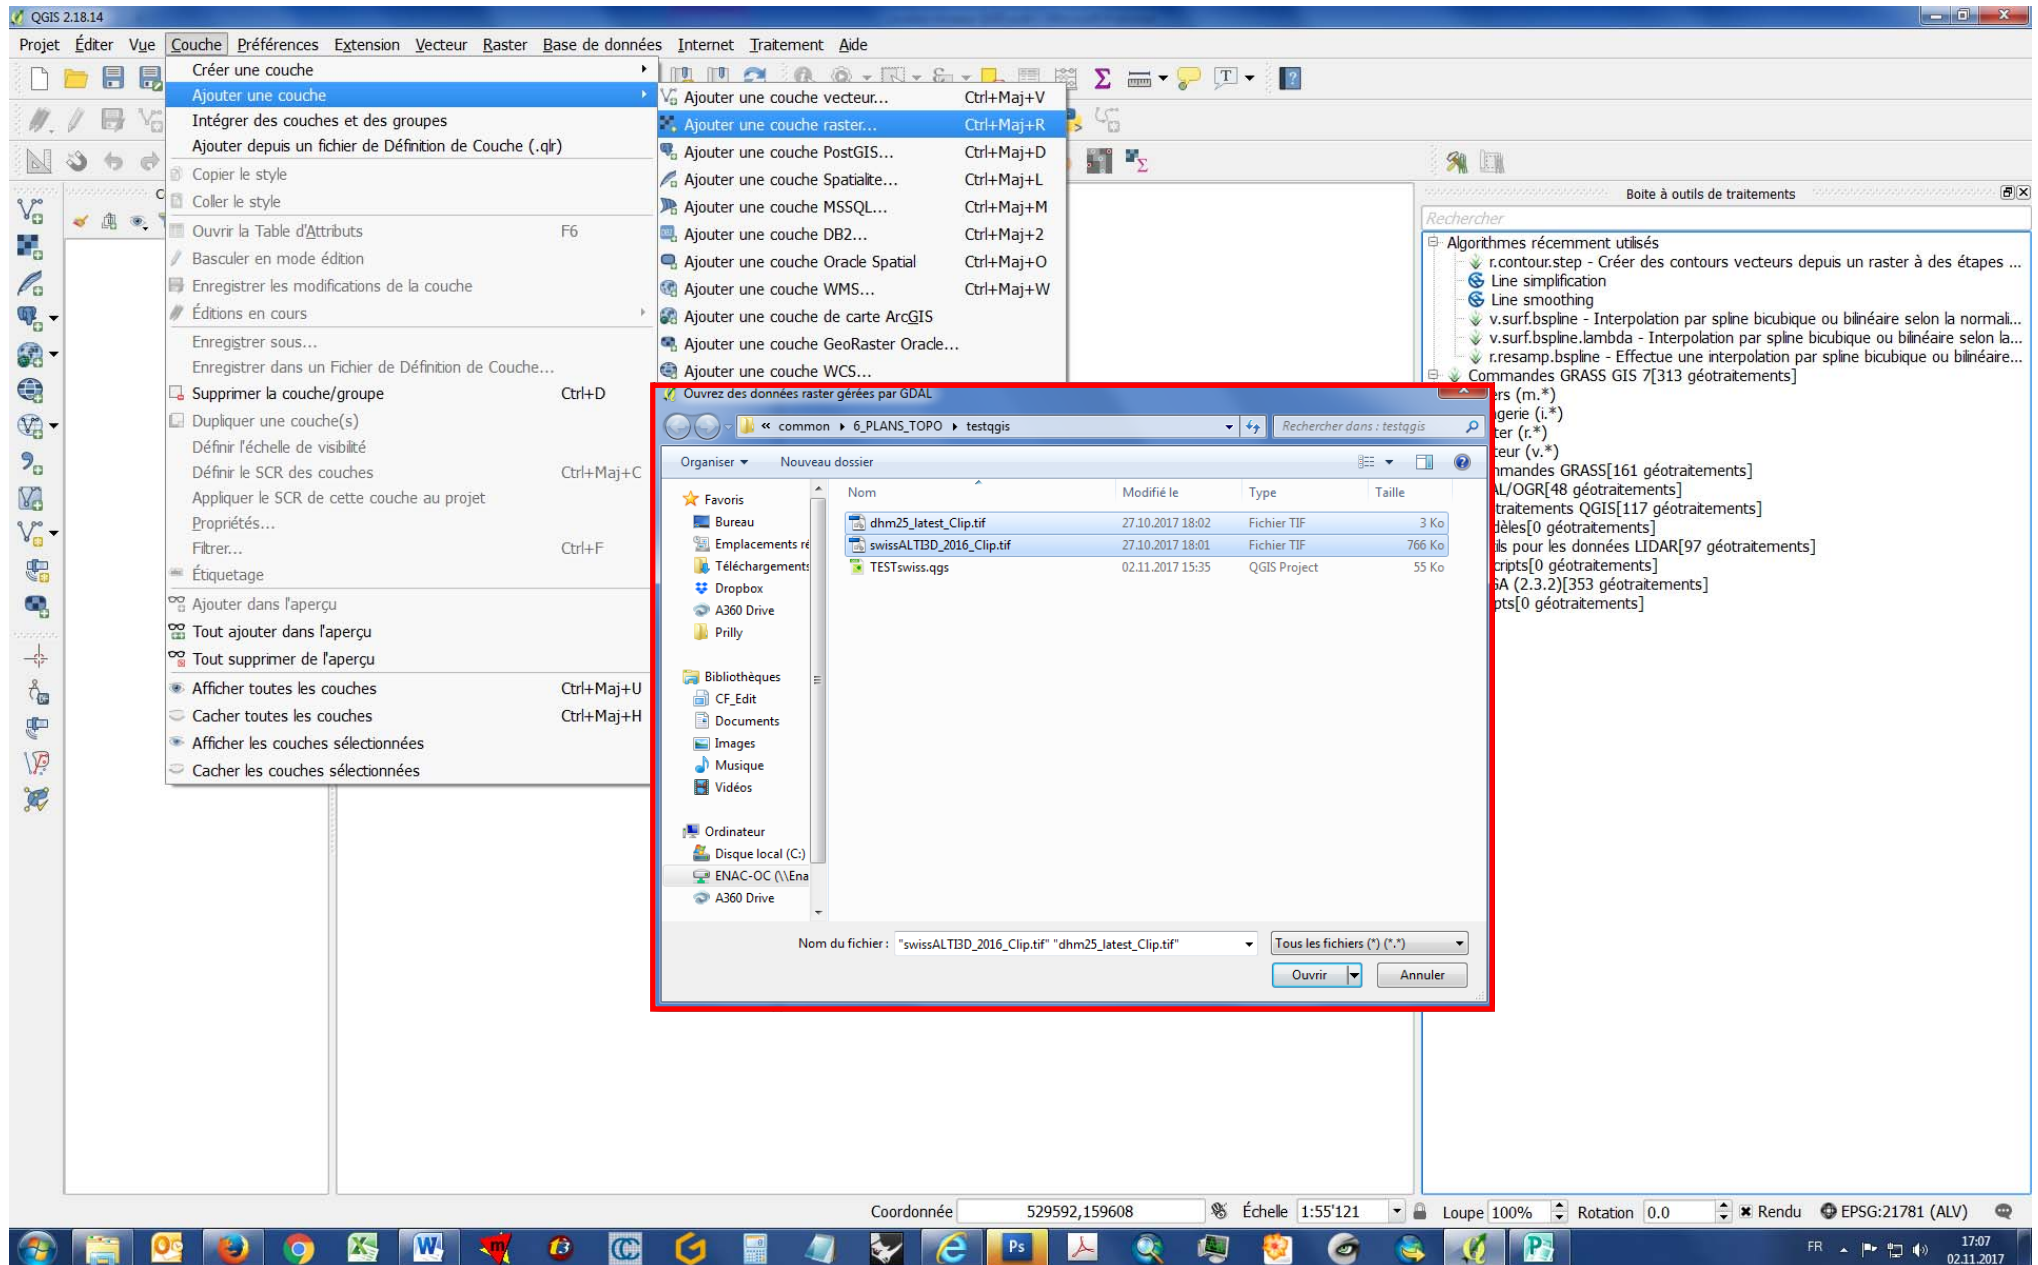 QGIS 2.18.14
Projet Éditer Vue Couche Préférences Extension Vecteur Raster Base de données Internet Traitement Aide
Créer une couche
Ajouter une couche
Intégrer des couches et des groupes
Ajouter depuis un fichier de Définition de Couche (.qlr)
Copier le style
Coller le style
Ouvrir la Table d'Attributs F6
Basculer en mode édition
Enregistrer les modifications de la couche
Éditions en cours
Enregistrer sous...
Enregistrer dans un Fichier de Définition de Couche...
Supprimer la couche/groupe Ctrl+D
Dupliquer une couche(s)
Définir l'échelle de visibilité
Définir le SCR des couches Ctrl+Maj+C
Appliquer le SCR de cette couche au projet
Propriétés...
Filtrer... Ctrl+F
Étiquetage
Ajouter dans l'aperçu
Tout ajouter dans l'aperçu
Tout supprimer de l'aperçu
Afficher toutes les couches Ctrl+Maj+U
Cacher toutes les couches Ctrl+Maj+H
Afficher les couches sélectionnées
Cacher les couches sélectionnées
Ajouter une couche vecteur... Ctrl+Maj+V
Ajouter une couche raster... Ctrl+Maj+R
Ajouter une couche PostGIS... Ctrl+Maj+D
Ajouter une couche Spatialite... Ctrl+Maj+L
Ajouter une couche MSSQL... Ctrl+Maj+M
Ajouter une couche DB2... Ctrl+Maj+2
Ajouter une couche Oracle Spatial Ctrl+Maj+O
Ajouter une couche WMS... Ctrl+Maj+W
Ajouter une couche de carte ArcGIS
Ajouter une couche GeoRaster Oracle...
Ajouter une couche WCS...
Ouvrez des données raster gérées par GDAL
« common ▸ 6_PLANS_TOPO ▸ testqgis
Rechercher dans : testqgis
Organiser Nouveau dossier
Favoris
Bureau
Emplacements ré
Téléchargements
Dropbox
A360 Drive
Prilly
Bibliothèques
CF_Edit
Documents
Images
Musique
Vidéos
Ordinateur
Disque local (C:)
ENAC-OC (\\Ena
A360 Drive
Nom Modifié le Type Taille
dhm25_latest_Clip.tif 27.10.2017 18:02 Fichier TIF 3 Ko
swissALTI3D_2016_Clip.tif 27.10.2017 18:01 Fichier TIF 766 Ko
TESTswiss.qgs 02.11.2017 15:35 QGIS Project 55 Ko
Nom du fichier : "swissALTI3D_2016_Clip.tif" "dhm25_latest_Clip.tif" Tous les fichiers (*) (*.*)
Ouvrir Annuler
Boite à outils de traitements
Rechercher
Algorithmes récemment utilisés
r.contour.step - Créer des contours vecteurs depuis un raster à des étapes ...
Line simplification
Line smoothing
v.surf.bspline - Interpolation par spline bicubique ou bilinéaire selon la normali...
v.surf.bspline.lambda - Interpolation par spline bicubique ou bilinéaire selon la...
r.resamp.bspline - Effectue une interpolation par spline bicubique ou bilinéaire...
Commandes GRASS GIS 7[313 géotraitements]
ers (m.*)
gerie (i.*)
ter (r.*)
teur (v.*)
mmandes GRASS[161 géotraitements]
AL/OGR[48 géotraitements]
traitements QGIS[117 géotraitements]
dèles[0 géotraitements]
ils pour les données LIDAR[97 géotraitements]
cripts[0 géotraitements]
GA (2.3.2)[353 géotraitements]
pts[0 géotraitements]
Coordonnée 529592,159608 Échelle 1:55'121 Loupe 100% Rotation 0.0 Rendu EPSG:21781 (ALV)
FR 17:07
02.11.2017